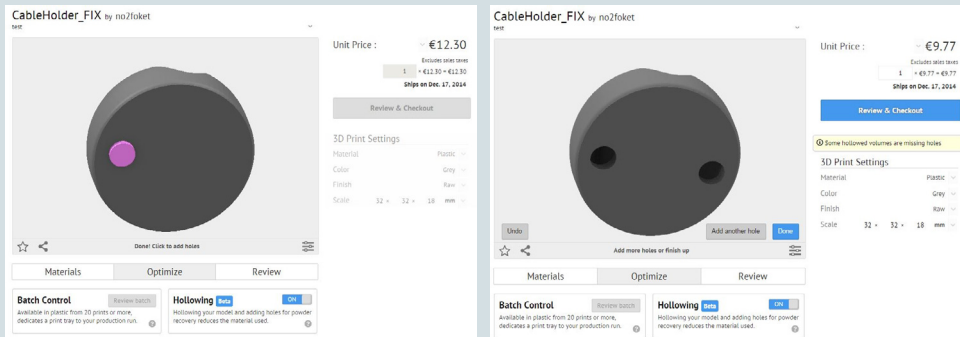 CableHolder_FIX by no2foket
test
Unit Price :
€12.30
Excludes sales taxes
1 × €12.30 = €12.30
Ships on Dec. 17, 2014
Review & Checkout
3D Print Settings
Material Plastic
Color Grey
Finish Raw
Scale 32 × 32 × 18 mm
Done! Click to add holes
Materials
Optimize
Review
Batch Control
Review batch
Available in plastic from 20 prints or more,
dedicates a print tray to your production run.
?
Hollowing Beta
ON
Hollowing your model and adding holes for powder
recovery reduces the material used.
?
CableHolder_FIX by no2foket
test
Unit Price :
€9.77
Excludes sales taxes
1 × €9.77 = €9.77
Ships on Dec. 17, 2014
Review & Checkout
Some hollowed volumes are missing holes
3D Print Settings
Material Plastic
Color Grey
Finish Raw
Scale 32 × 32 × 18 mm
Undo
Add another hole
Done
Add more holes or finish up
Materials
Optimize
Review
Batch Control
Review batch
Available in plastic from 20 prints or more,
dedicates a print tray to your production run.
?
Hollowing Beta
ON
Hollowing your model and adding holes for powder
recovery reduces the material used.
?